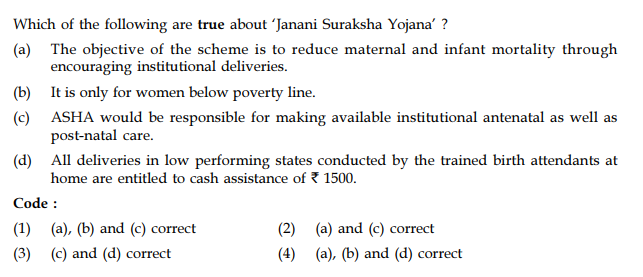 Which of the following are true about ‘Janani Suraksha Yojana’ ?
(a) The objective of the scheme is to reduce maternal and infant mortality through
encouraging institutional deliveries.
(b) It is only for women below poverty line.
(c) ASHA would be responsible for making available institutional antenatal as well as
post-natal care.
(d) All deliveries in low performing states conducted by the trained birth attendants at
home are entitled to cash assistance of ₹ 1500.
Code :
(1) (a), (b) and (c) correct (2) (a) and (c) correct
(3) (c) and (d) correct (4) (a), (b) and (d) correct